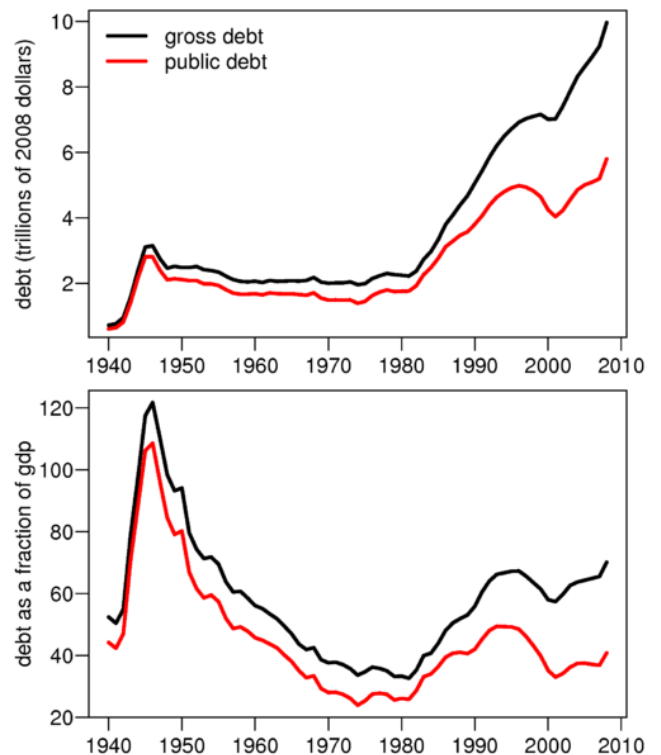 debt (trillions of 2008 dollars)
10
8
6
4
2
gross debt
public debt
1940 1950 1960 1970 1980 1990 2000 2010
debt as a fraction of gdp
120
100
80
60
40
20
1940 1950 1960 1970 1980 1990 2000 2010